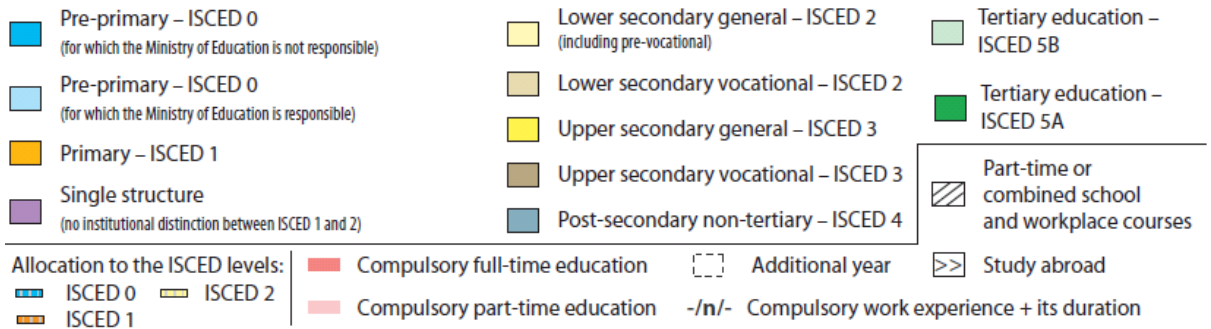 Pre-primary – ISCED 0
(for which the Ministry of Education is not responsible)
Pre-primary – ISCED 0
(for which the Ministry of Education is responsible)
Primary – ISCED 1
Single structure
(no institutional distinction between ISCED 1 and 2)
Lower secondary general – ISCED 2
(including pre-vocational)
Lower secondary vocational – ISCED 2
Upper secondary general – ISCED 3
Upper secondary vocational – ISCED 3
Post-secondary non-tertiary – ISCED 4
Tertiary education –
ISCED 5B
Tertiary education –
ISCED 5A
Part-time or
combined school
and workplace courses
Allocation to the ISCED levels:
ISCED 0 ISCED 2
ISCED 1
Compulsory full-time education
Compulsory part-time education
Additional year
-/n/- Compulsory work experience + its duration
>> Study abroad